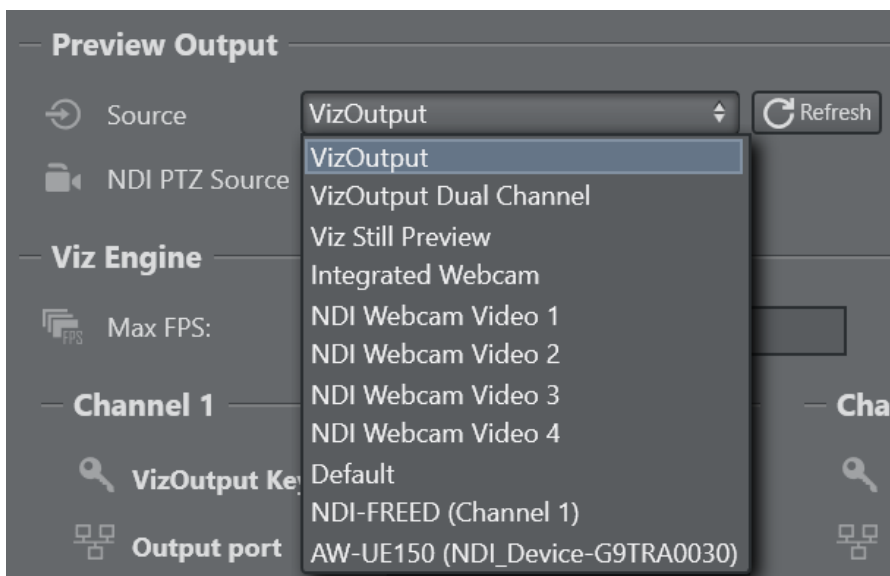 Preview Output
Source
VizOutput
Refresh
VizOutput
NDI PTZ Source
VizOutput Dual Channel
Viz Still Preview
Viz Engine
Integrated Webcam
FPS
Max FPS:
NDI Webcam Video 1
NDI Webcam Video 2
NDI Webcam Video 3
Channel 1
Cha
NDI Webcam Video 4
VizOutput Key
Default
NDI-FREED (Channel 1)
Output port
AW-UE150 (NDI_Device-G9TRA0030)